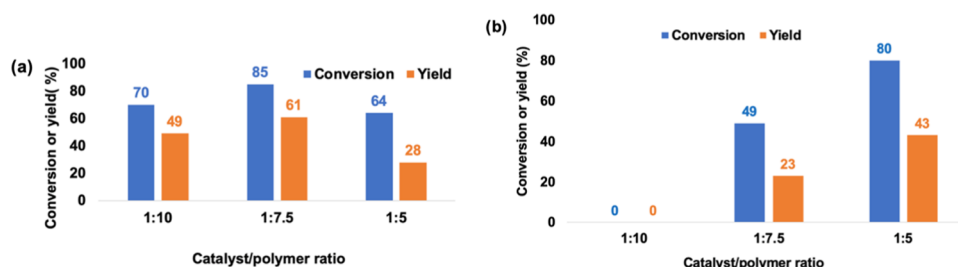 (a)
Conversion or yield( %)
100
80
60
40
20
0
Conversion Yield
70
49
85
61
64
28
1:10 1:7.5 1:5
Catalyst/polymer ratio
(b)
Conversion or yield (%)
100
80
60
40
20
0
Conversion Yield
0 0
49
23
80
43
1:10 1:7.5 1:5
Catalyst/polymer ratio